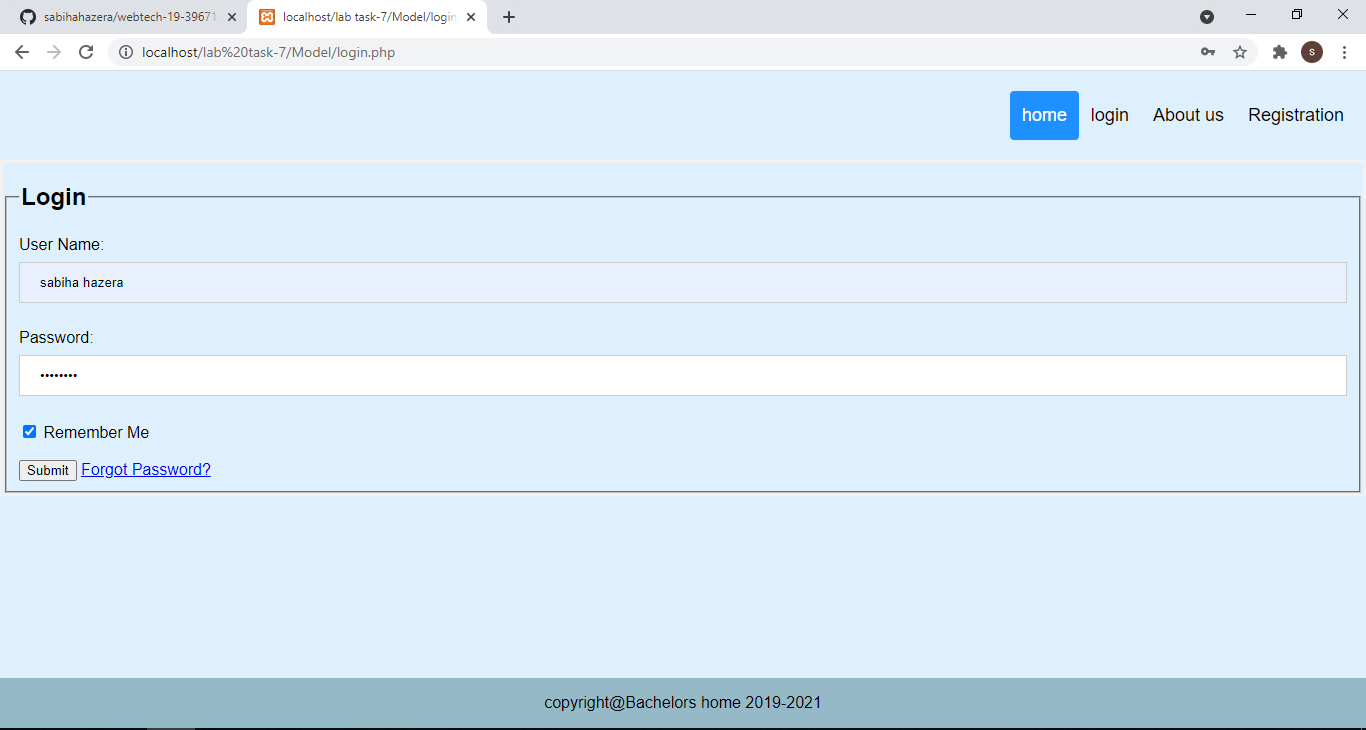 sabihahazera/webtech-19-39671
localhost/lab task-7/Model/login
localhost/lab%20task-7/Model/login.php
S
home login About us Registration
Login
User Name:
sabiha hazera
Password:
••••••••
Remember Me
Submit Forgot Password?
copyright@Bachelors home 2019-2021